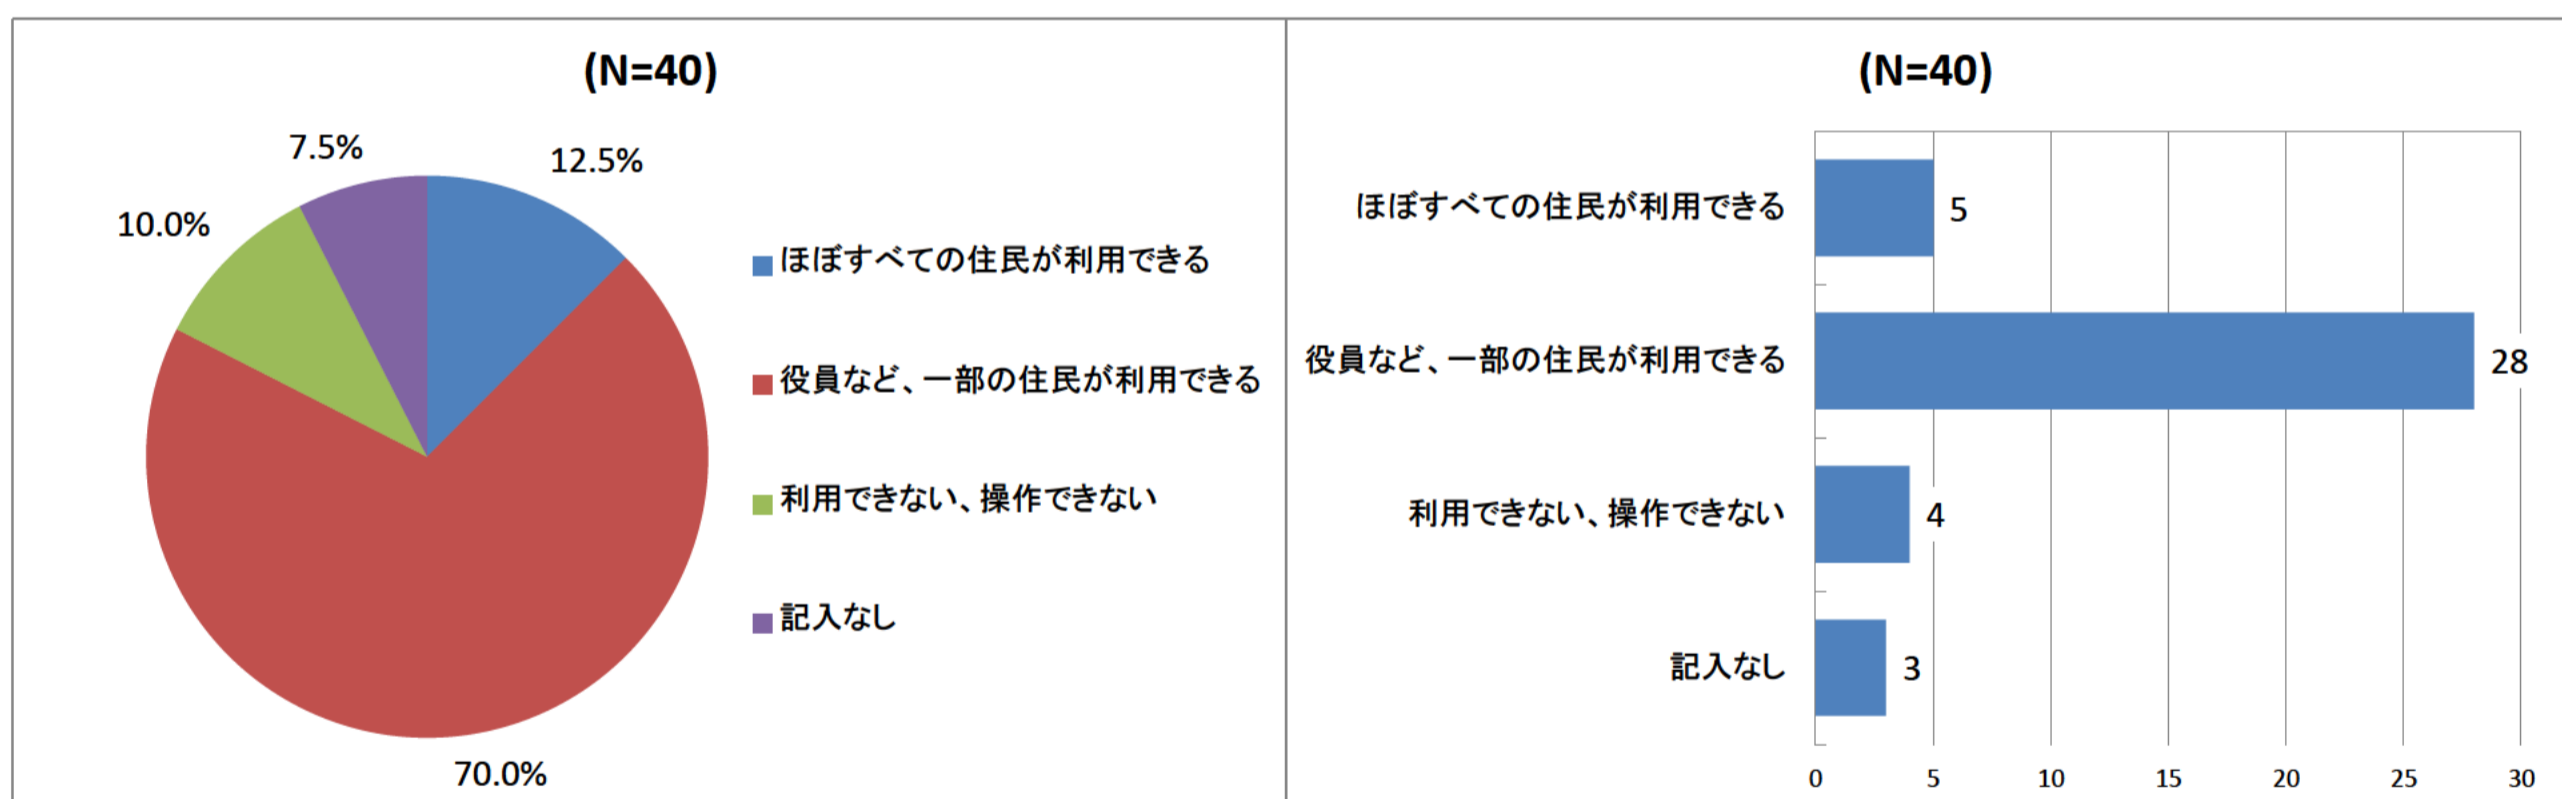 (N=40)
7.5%
12.5%
10.0%
70.0%
ほぼすべての住民が利用できる
役員など、一部の住民が利用できる
利用できない、操作できない
記入なし
(N=40)
ほぼすべての住民が利用できる
5
役員など、一部の住民が利用できる
28
利用できない、操作できない
4
記入なし
3
0 5 10 15 20 25 30